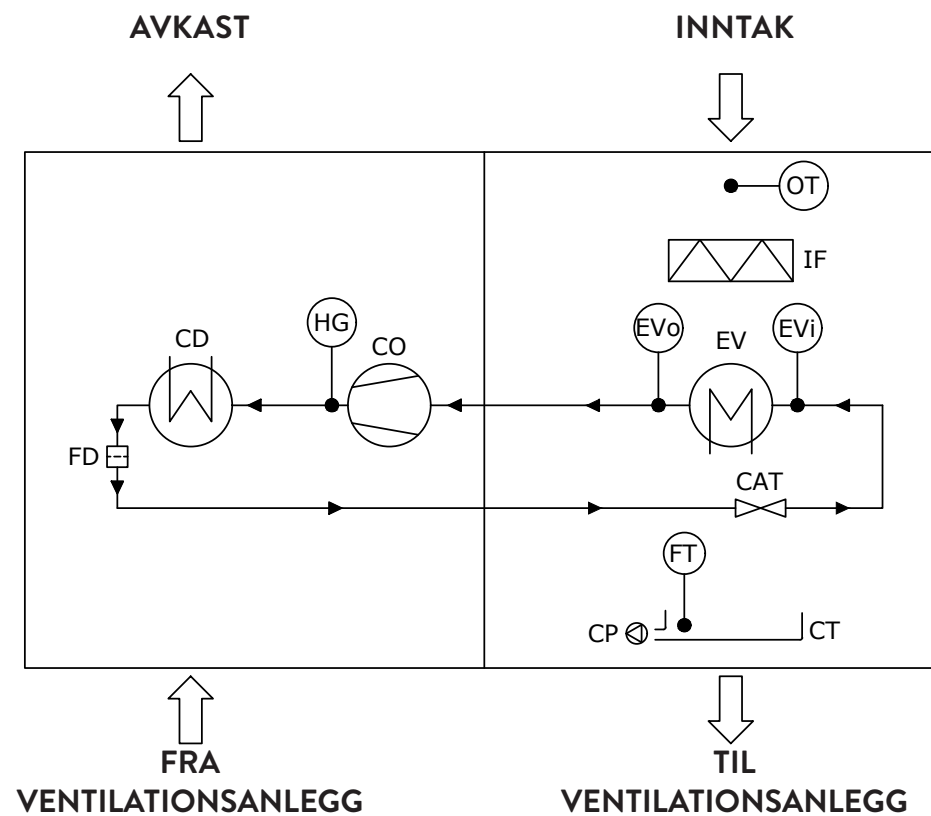 AVKAST
INNTAK
OT
IF
HG
CO
CD
EVo
EV
EVi
FD
CAT
FT
CP
CT
FRA
VENTILATIONSANLEGG
TIL
VENTILATIONSANLEGG